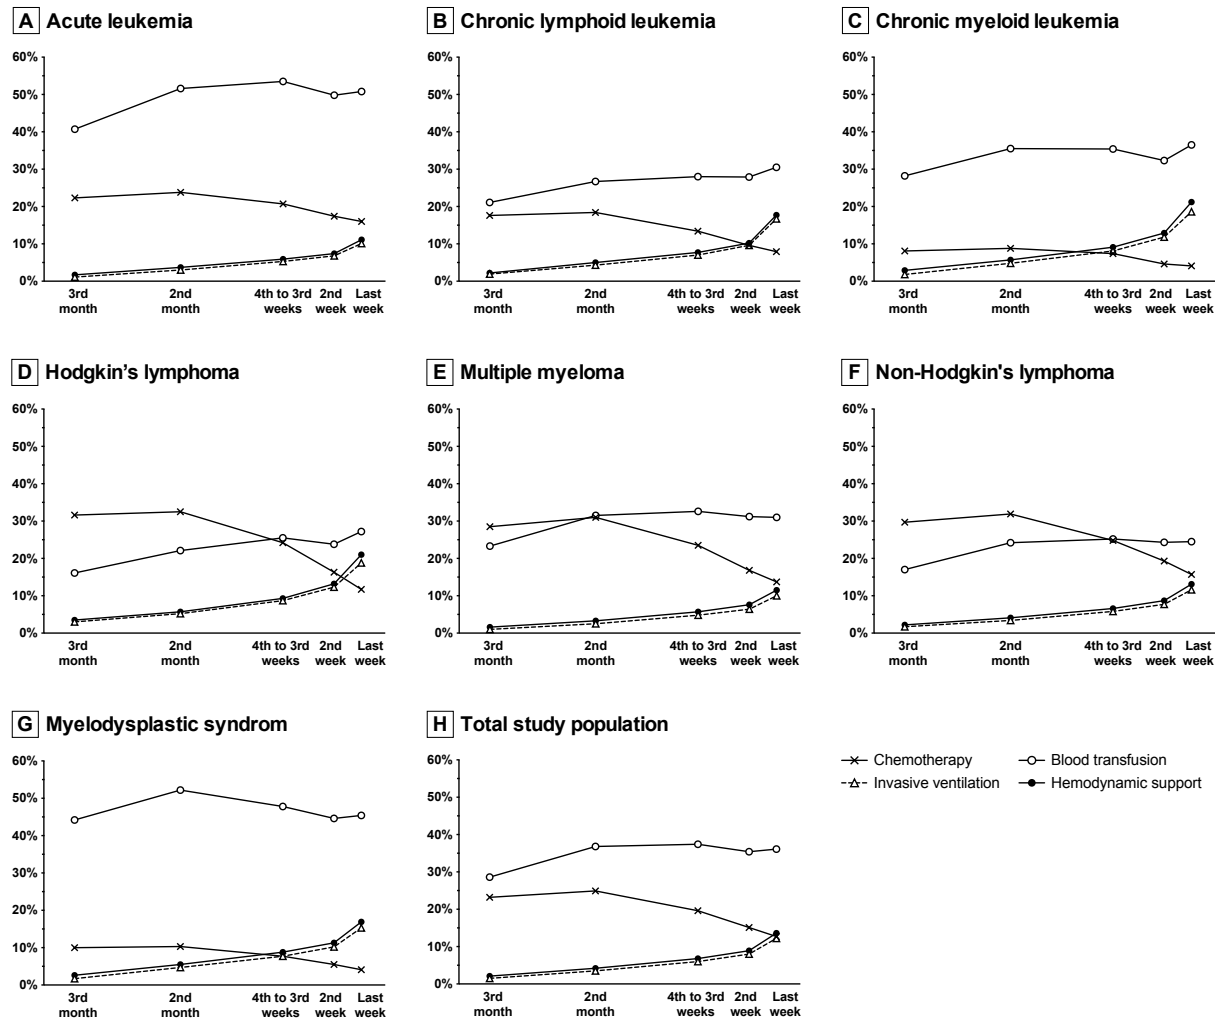 A Acute leukemia
60%
50%
40%
30%
20%
10%
0%
3rd month
2nd month
4th to 3rd weeks
2nd week
Last week
B Chronic lymphoid leukemia
60%
50%
40%
30%
20%
10%
0%
3rd month
2nd month
4th to 3rd weeks
2nd week
Last week
C Chronic myeloid leukemia
60%
50%
40%
30%
20%
10%
0%
3rd month
2nd month
4th to 3rd weeks
2nd week
Last week
D Hodgkin’s lymphoma
60%
50%
40%
30%
20%
10%
0%
3rd month
2nd month
4th to 3rd weeks
2nd week
Last week
E Multiple myeloma
60%
50%
40%
30%
20%
10%
0%
3rd month
2nd month
4th to 3rd weeks
2nd week
Last week
F Non-Hodgkin's lymphoma
60%
50%
40%
30%
20%
10%
0%
3rd month
2nd month
4th to 3rd weeks
2nd week
Last week
G Myelodysplastic syndrom
60%
50%
40%
30%
20%
10%
0%
3rd month
2nd month
4th to 3rd weeks
2nd week
Last week
H Total study population
60%
50%
40%
30%
20%
10%
0%
3rd month
2nd month
4th to 3rd weeks
2nd week
Last week
Chemotherapy
Blood transfusion
Invasive ventilation
Hemodynamic support